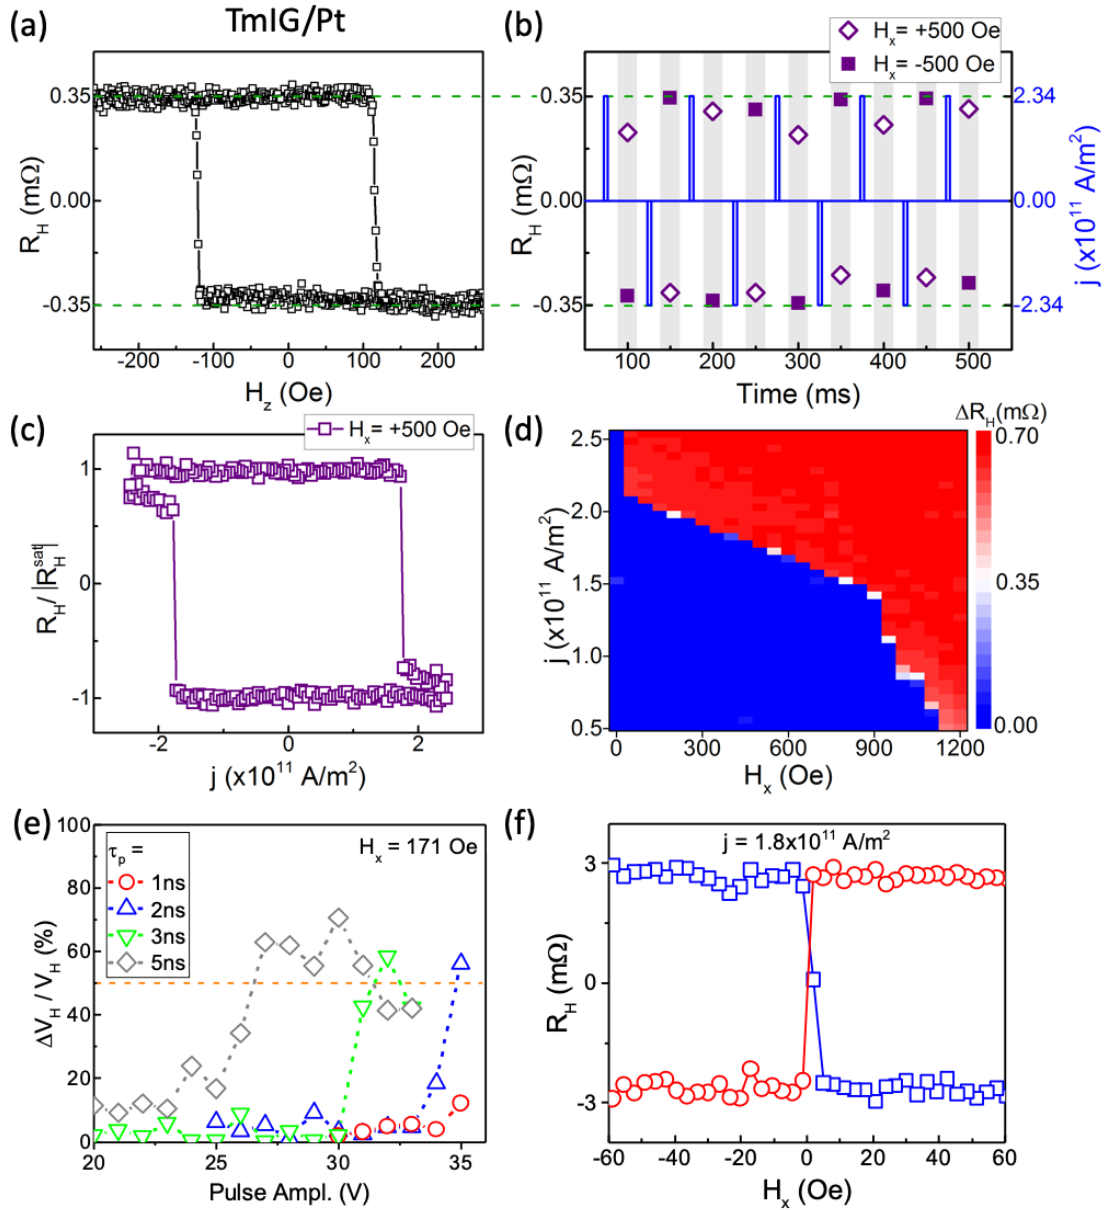 TmIG/Pt
(a)
0.35
0.00
-0.35
R_H (mΩ)
-200 -100 0 100 200
H_z (Oe)
(b)
H_x= +500 Oe
H_x= -500 Oe
0.35
0.00
-0.35
R_H (mΩ)
2.34
0.00
-2.34
j (x10^11 A/m^2)
100 200 300 400 500
Time (ms)
(c)
H_x= +500 Oe
1
0
-1
R_H/ |R_H^sat|
-2 0 2
j (x10^11 A/m^2)
(d)
ΔR_H(mΩ)
0.70
0.35
0.00
2.5
2.0
1.5
1.0
0.5
j (x10^11 A/m^2)
0 300 600 900 1200
H_x (Oe)
(e)
τ_p =
1ns
2ns
3ns
5ns
H_x = 171 Oe
100
80
60
40
20
0
ΔV_H / V_H (%)
20 25 30 35
Pulse Ampl. (V)
(f)
j = 1.8x10^11 A/m^2
3
0
-3
R_H (mΩ)
-60 -40 -20 0 20 40 60
H_x (Oe)